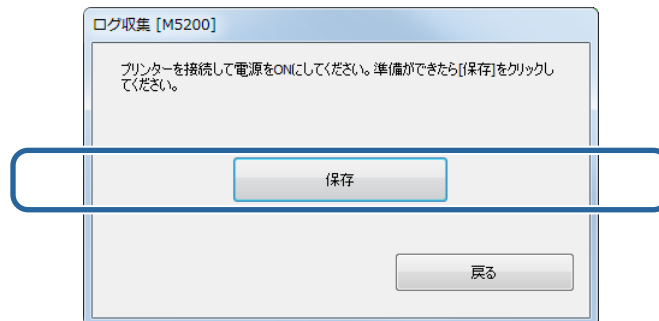 ログ収集 [M5200]
プリンターを接続して電源をONにしてください。準備ができたら[保存]をクリックし
てください。
保存
戻る